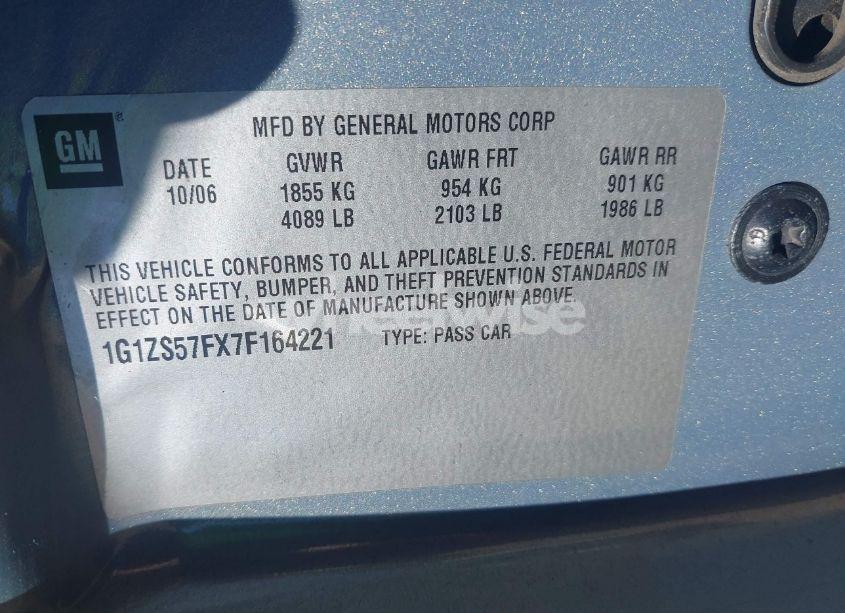 GM
MFD BY GENERAL MOTORS CORP
DATE GVWR GAWR FRT GAWR RR
10/06 1855 KG 954 KG 901 KG
4089 LB 2103 LB 1986 LB
THIS VEHICLE CONFORMS TO ALL APPLICABLE U.S. FEDERAL MOTOR
VEHICLE SAFETY, BUMPER, AND THEFT PREVENTION STANDARDS IN
EFFECT ON THE DATE OF MANUFACTURE SHOWN ABOVE.
1G1ZS57FX7F164221 TYPE: PASS CAR